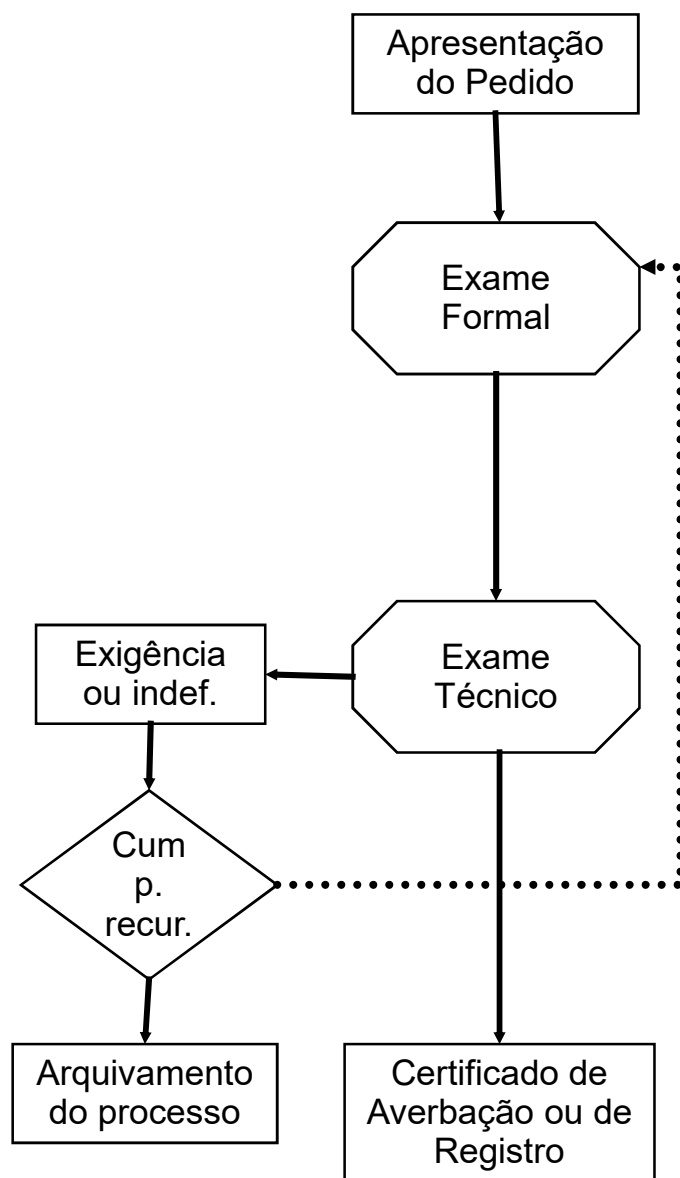 Apresentação
do Pedido
Exame
Formal
Exigência
ou indef.
Exame
Técnico
Cum
p.
recur.
Arquivamento
do processo
Certificado de
Averbação ou de
Registro